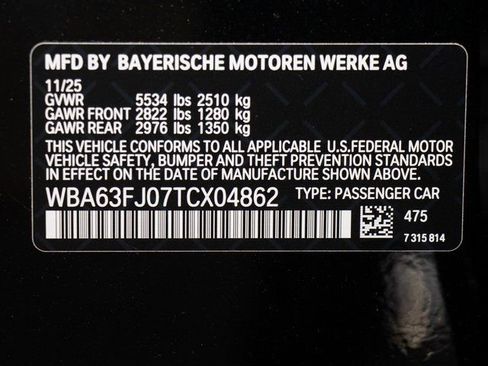 MFD BY BAYERISCHE MOTOREN WERKE AG
11/25
GVWR 5534 lbs 2510 kg
GAWR FRONT 2822 lbs 1280 kg
GAWR REAR 2976 lbs 1350 kg
THIS VEHICLE CONFORMS TO ALL APPLICABLE U.S.FEDERAL MOTOR
VEHICLE SAFETY, BUMPER AND THEFT PREVENTION STANDARDS
IN EFFECT ON THE DATE OF MANUFACTURE SHOWN ABOVE.
WBA63FJ07TCX04862 TYPE: PASSENGER CAR
475
7 315 814